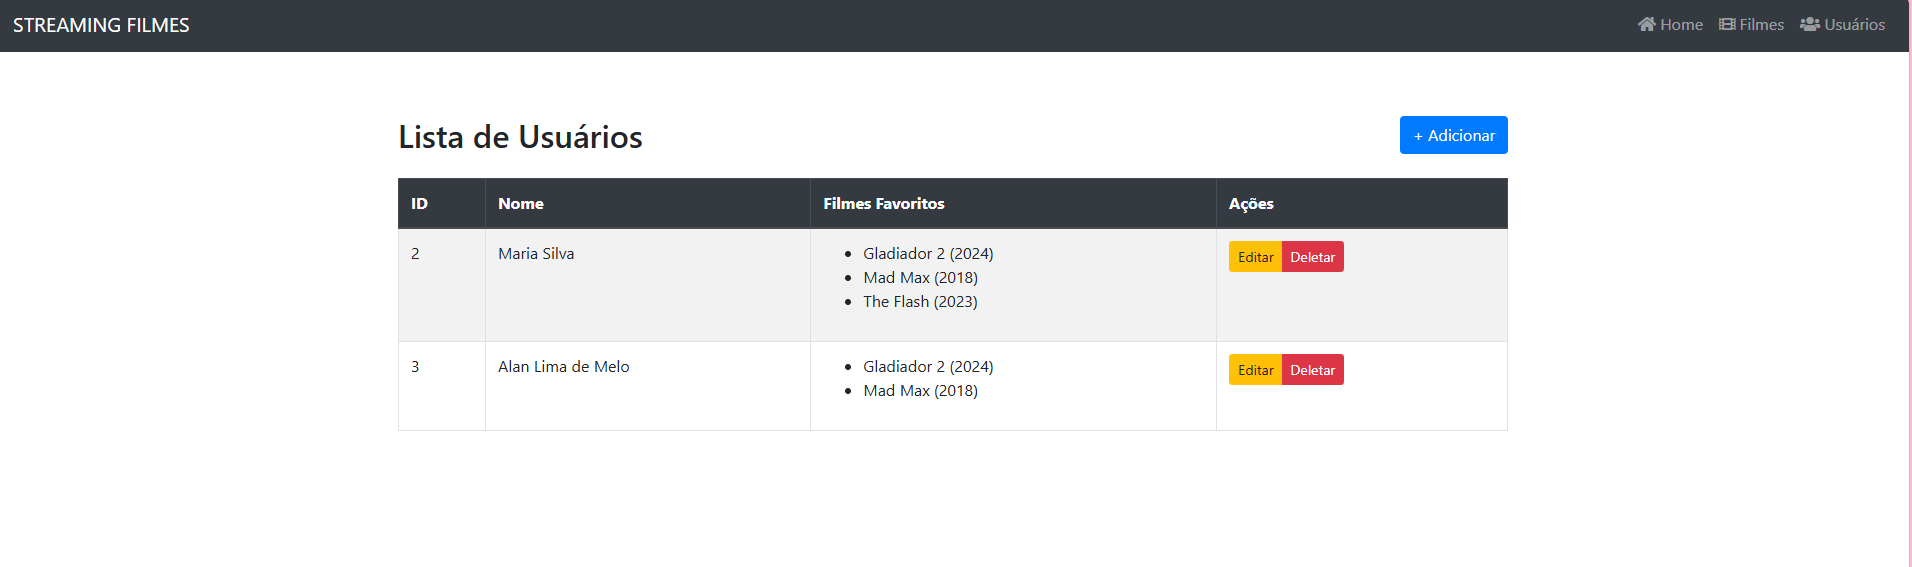 STREAMING FILMES Home Filmes Usuários
Lista de Usuários + Adicionar
ID Nome Filmes Favoritos Ações
2 Maria Silva Gladiador 2 (2024) Editar Deletar
Mad Max (2018)
The Flash (2023)
3 Alan Lima de Melo Gladiador 2 (2024) Editar Deletar
Mad Max (2018)